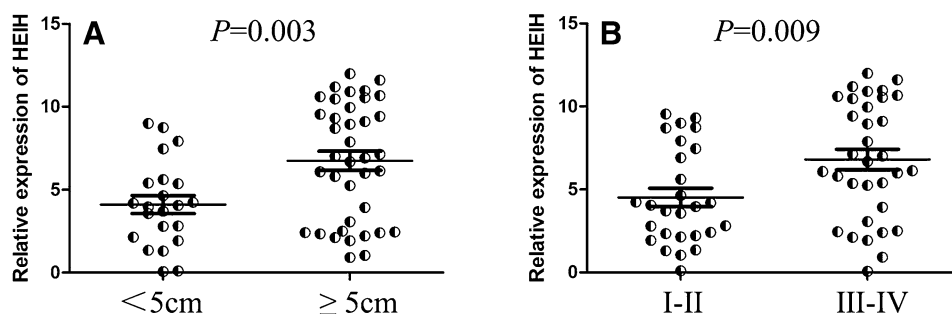 A
P=0.003
Relative expression of HEIH
15
10
5
0
<5cm
≥ 5cm
B
P=0.009
Relative expression of HEIH
15
10
5
0
I-II
III-IV